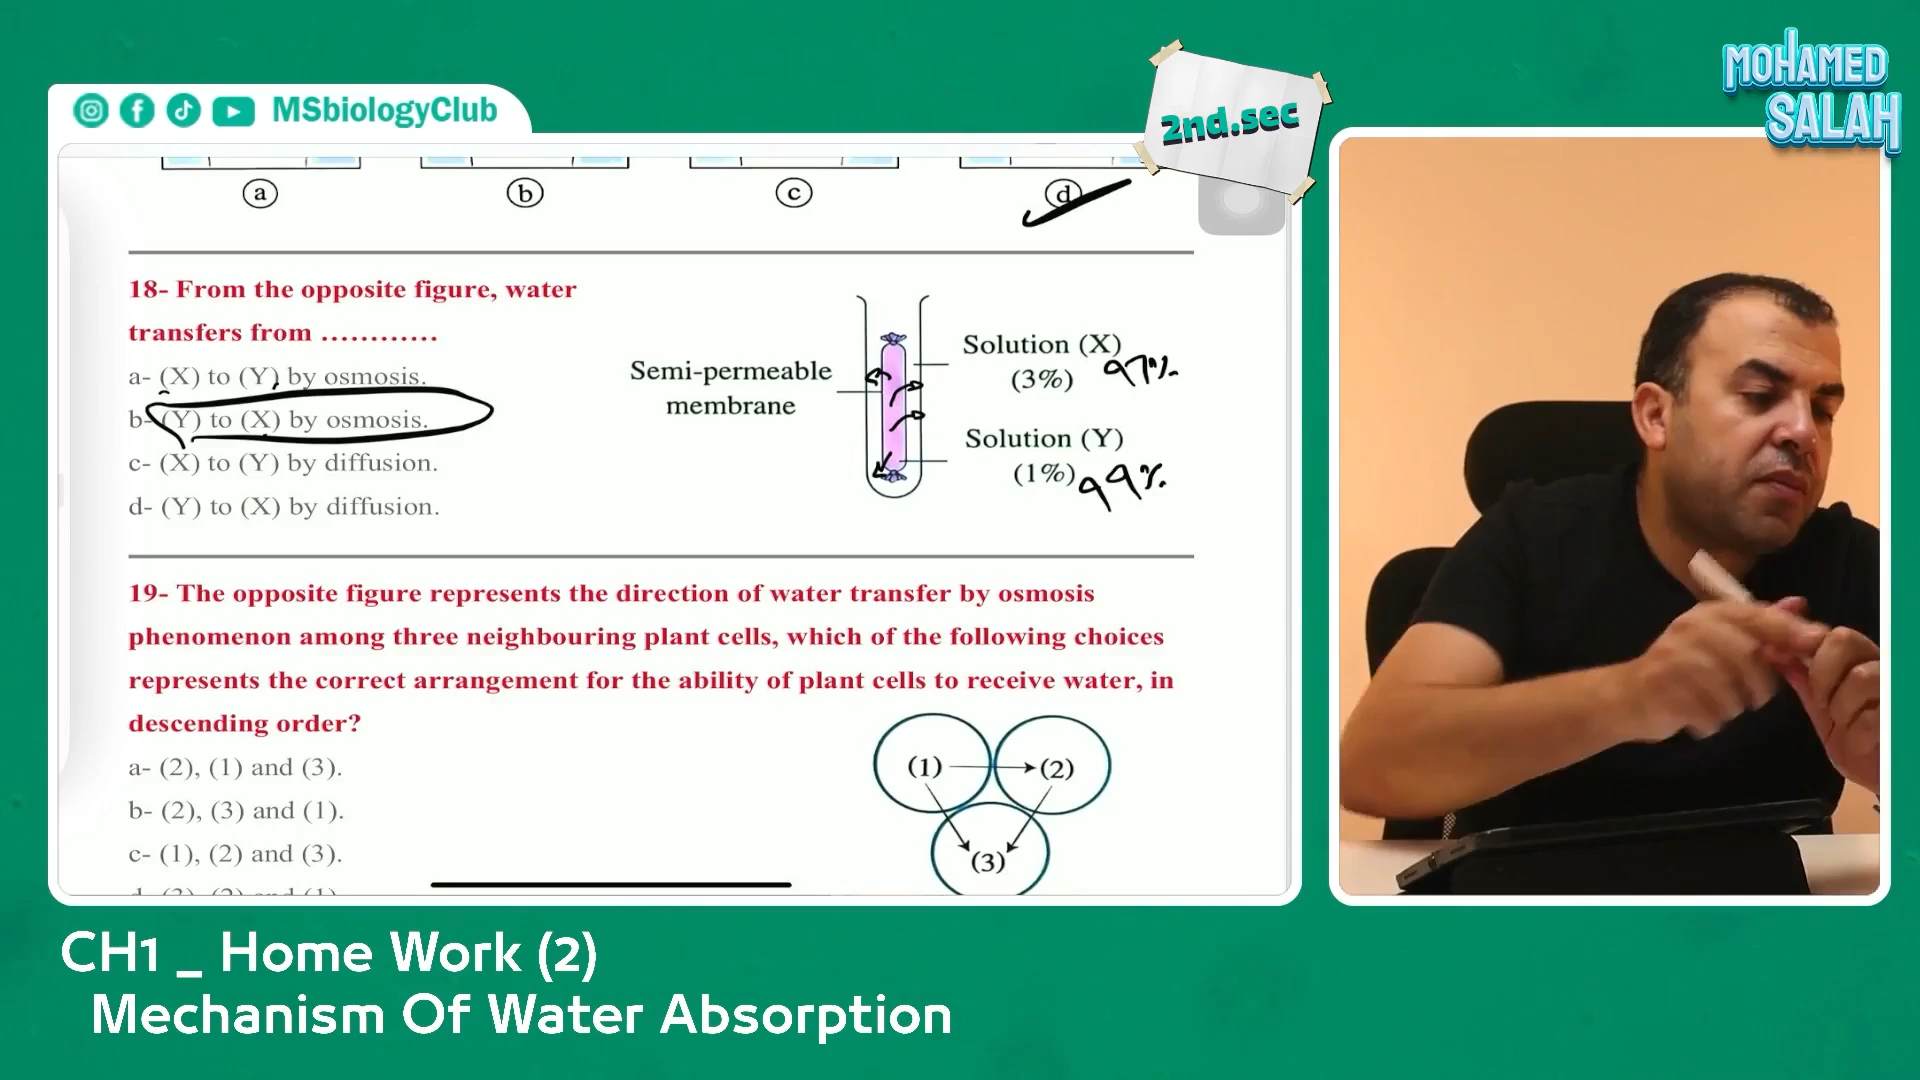 MOHAMED
SALAH
MSbiologyClub
2nd.sec
a
b
c
d
18- From the opposite figure, water
transfers from ............
a- (X) to (Y) by osmosis.
b- (Y) to (X) by osmosis.
c- (X) to (Y) by diffusion.
d- (Y) to (X) by diffusion.
Semi-permeable
membrane
Solution (X)
(3%) 97%
Solution (Y)
(1%) 99%
19- The opposite figure represents the direction of water transfer by osmosis
phenomenon among three neighbouring plant cells, which of the following choices
represents the correct arrangement for the ability of plant cells to receive water, in
descending order?
a- (2), (1) and (3).
b- (2), (3) and (1).
c- (1), (2) and (3).
d- (3), (2) and (1).
(1)
(2)
(3)
CH1 _ Home Work (2)
Mechanism Of Water Absorption